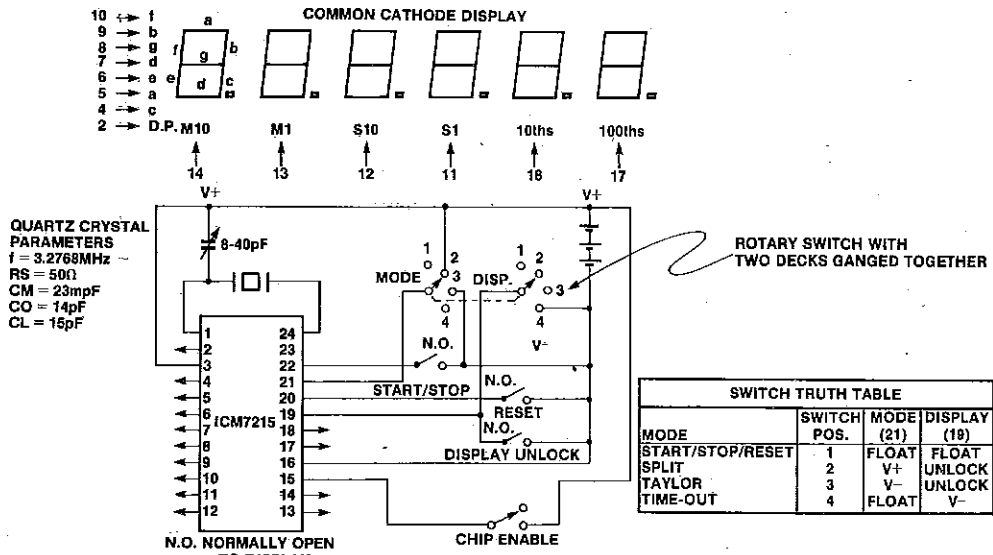 COMMON CATHODE DISPLAY
10 ↔ f
9 → b
8 → g
7 → d
6 → e
5 → a
4 → c
2 → D.P.
a
f
b
g
e
d
c
M10
M1
S10
S1
10ths
100ths
14
13
12
11
18
17
V+
V+
QUARTZ CRYSTAL
PARAMETERS
f = 3.2768MHz
RS = 50Ω
CM = 23mpF
CO = 14pF
CL = 15pF
8-40pF
MODE
1
2
3
4
DISP.
1
2
3
4
V-
ROTARY SWITCH WITH
TWO DECKS GANGED TOGETHER
ICM7215
1
2
3
4
5
6
7
8
9
10
11
12
24
23
22
21
20
19
18
17
16
15
14
13
N.O.
START/STOP
N.O.
RESET
N.O.
DISPLAY UNLOCK
CHIP ENABLE
N.O. NORMALLY OPEN
SWITCH TRUTH TABLE
MODE SWITCH POS. MODE (21) DISPLAY (19)
START/STOP/RESET 1 FLOAT FLOAT
SPLIT 2 V+ UNLOCK
TAYLOR 3 V- UNLOCK
TIME-OUT 4 FLOAT V-